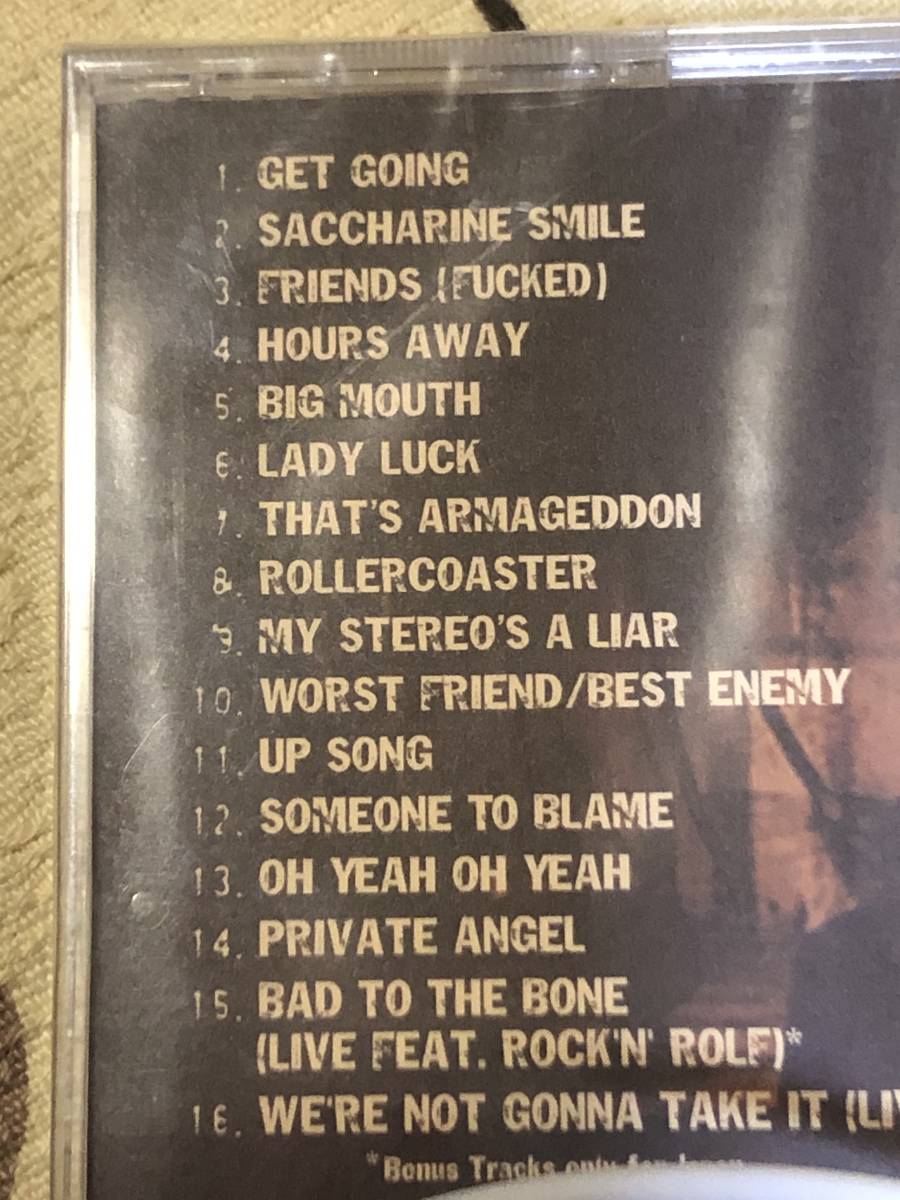 1. GET GOING
2. SACCHARINE SMILE
3. FRIENDS (FUCKED)
4. HOURS AWAY
5. BIG MOUTH
6. LADY LUCK
7. THAT'S ARMAGEDDON
8. ROLLERCOASTER
9. MY STEREO'S A LIAR
10. WORST FRIEND/BEST ENEMY
11. UP SONG
12. SOMEONE TO BLAME
13. OH YEAH OH YEAH
14. PRIVATE ANGEL
15. BAD TO THE BONE
(LIVE FEAT. ROCK'N' ROLF)*
16. WE'RE NOT GONNA TAKE IT (LI
*Bonus Tracks only for